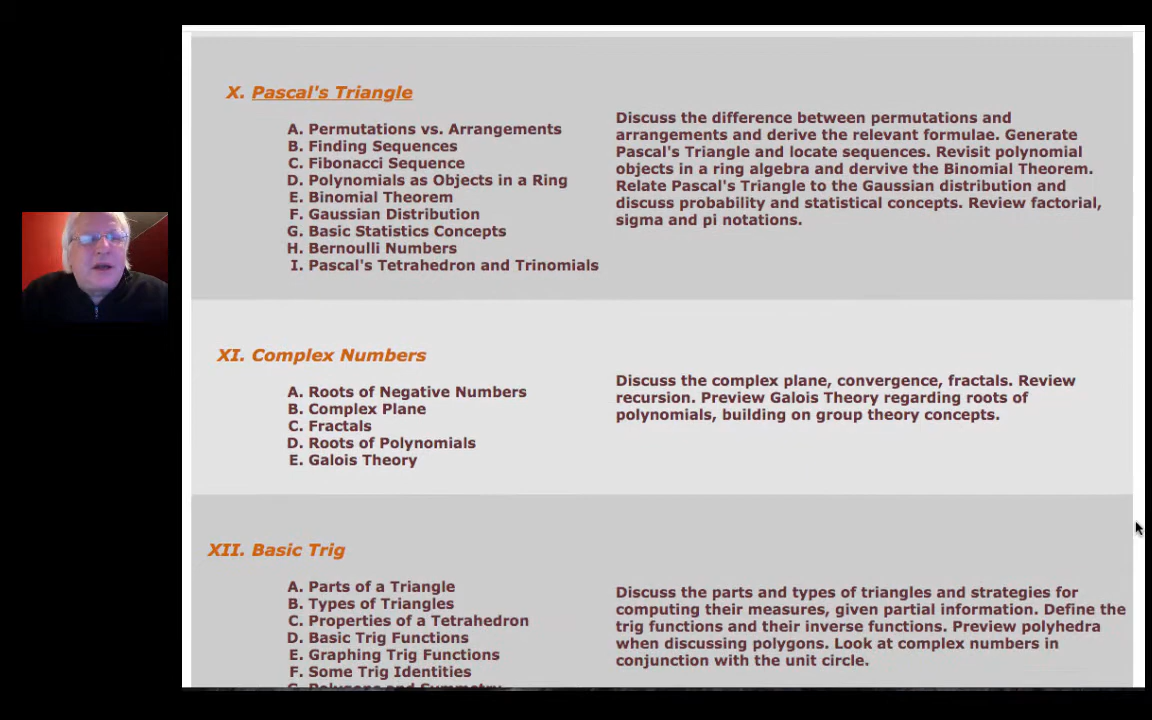 X. Pascal's Triangle
A. Permutations vs. Arrangements
B. Finding Sequences
C. Fibonacci Sequence
D. Polynomials as Objects in a Ring
E. Binomial Theorem
F. Gaussian Distribution
G. Basic Statistics Concepts
H. Bernoulli Numbers
I. Pascal's Tetrahedron and Trinomials
Discuss the difference between permutations and
arrangements and derive the relevant formulae. Generate
Pascal's Triangle and locate sequences. Revisit polynomial
objects in a ring algebra and dervive the Binomial Theorem.
Relate Pascal's Triangle to the Gaussian distribution and
discuss probability and statistical concepts. Review factorial,
sigma and pi notations.
XI. Complex Numbers
A. Roots of Negative Numbers
B. Complex Plane
C. Fractals
D. Roots of Polynomials
E. Galois Theory
Discuss the complex plane, convergence, fractals. Review
recursion. Preview Galois Theory regarding roots of
polynomials, building on group theory concepts.
XII. Basic Trig
A. Parts of a Triangle
B. Types of Triangles
C. Properties of a Tetrahedron
D. Basic Trig Functions
E. Graphing Trig Functions
F. Some Trig Identities
G. Polygons and Symmetry
Discuss the parts and types of triangles and strategies for
computing their measures, given partial information. Define the
trig functions and their inverse functions. Preview polyhedra
when discussing polygons. Look at complex numbers in
conjunction with the unit circle.